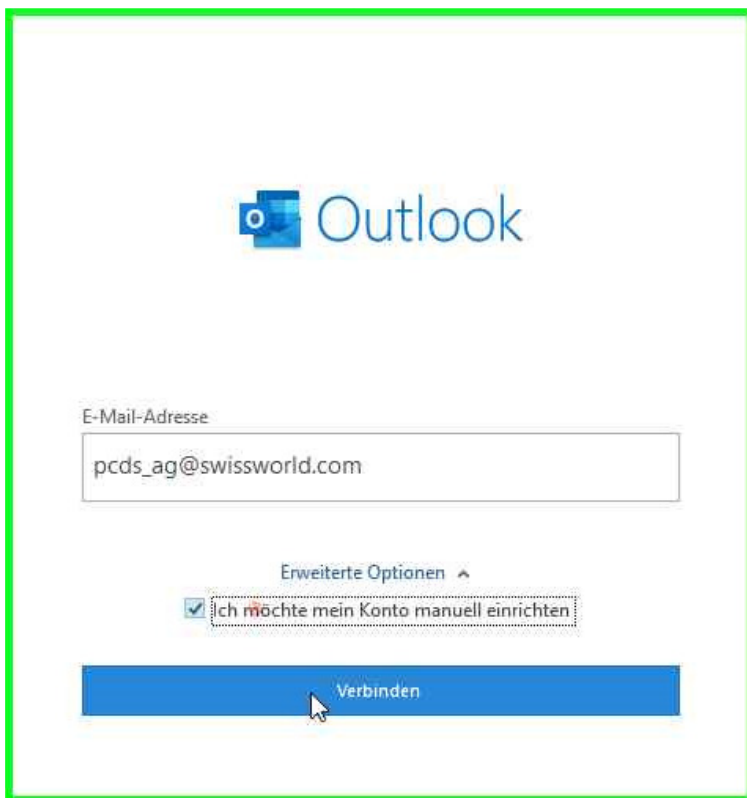 Outlook
E-Mail-Adresse
pcds_ag@swissworld.com
Erweiterte Optionen
Ich möchte mein Konto manuell einrichten
Verbinden